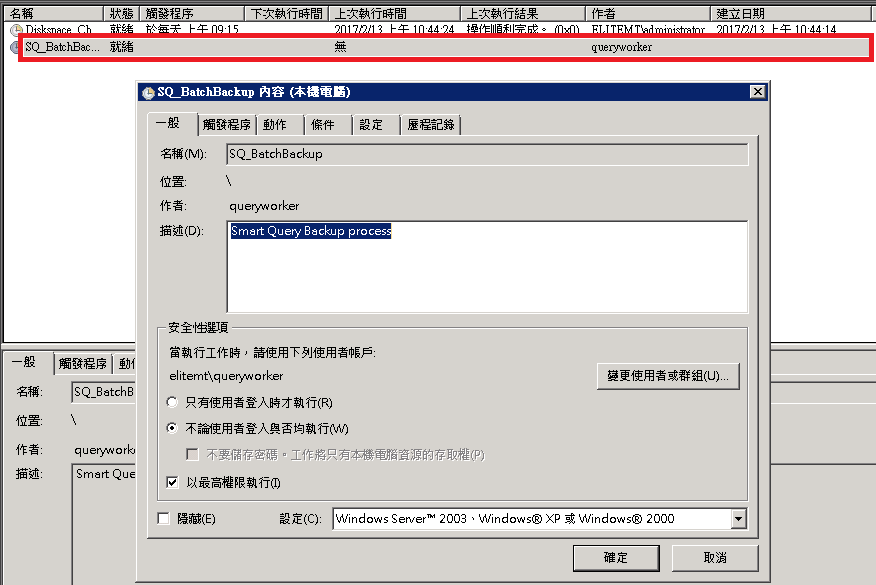 名稱 狀態 觸發程序 下次執行時間 上次執行時間 上次執行結果 作者 建立日期
Diskspace_Ch... 就緒 於每天 上午 09:15 2017/2/13 上午 10:44:24 操作順利完成。 (0x0) ELITEMT\administrator 2017/2/13 上午 10:44:14
SQ_BatchBac... 就緒 無 queryworker
SQ_BatchBackup 內容 (本機電腦)
一般 觸發程序 動作 條件 設定 歷程記錄
名稱(M): SQ_BatchBackup
位置: \
作者: queryworker
描述(D): Smart Query Backup process
安全性選項
當執行工作時，請使用下列使用者帳戶:
elitemt\queryworker
變更使用者或群組(U)...
只有使用者登入時才執行(R)
不論使用者登入與否均執行(W)
不要儲存密碼。工作將只有本機電腦資源的存取權(P)
以最高權限執行(I)
隱藏(E) 設定(C): Windows Server™ 2003、Windows® XP 或 Windows® 2000
確定 取消
一般 觸發程序 動作
名稱: SQ_BatchB
位置: \
作者: querywork
描述: Smart Que